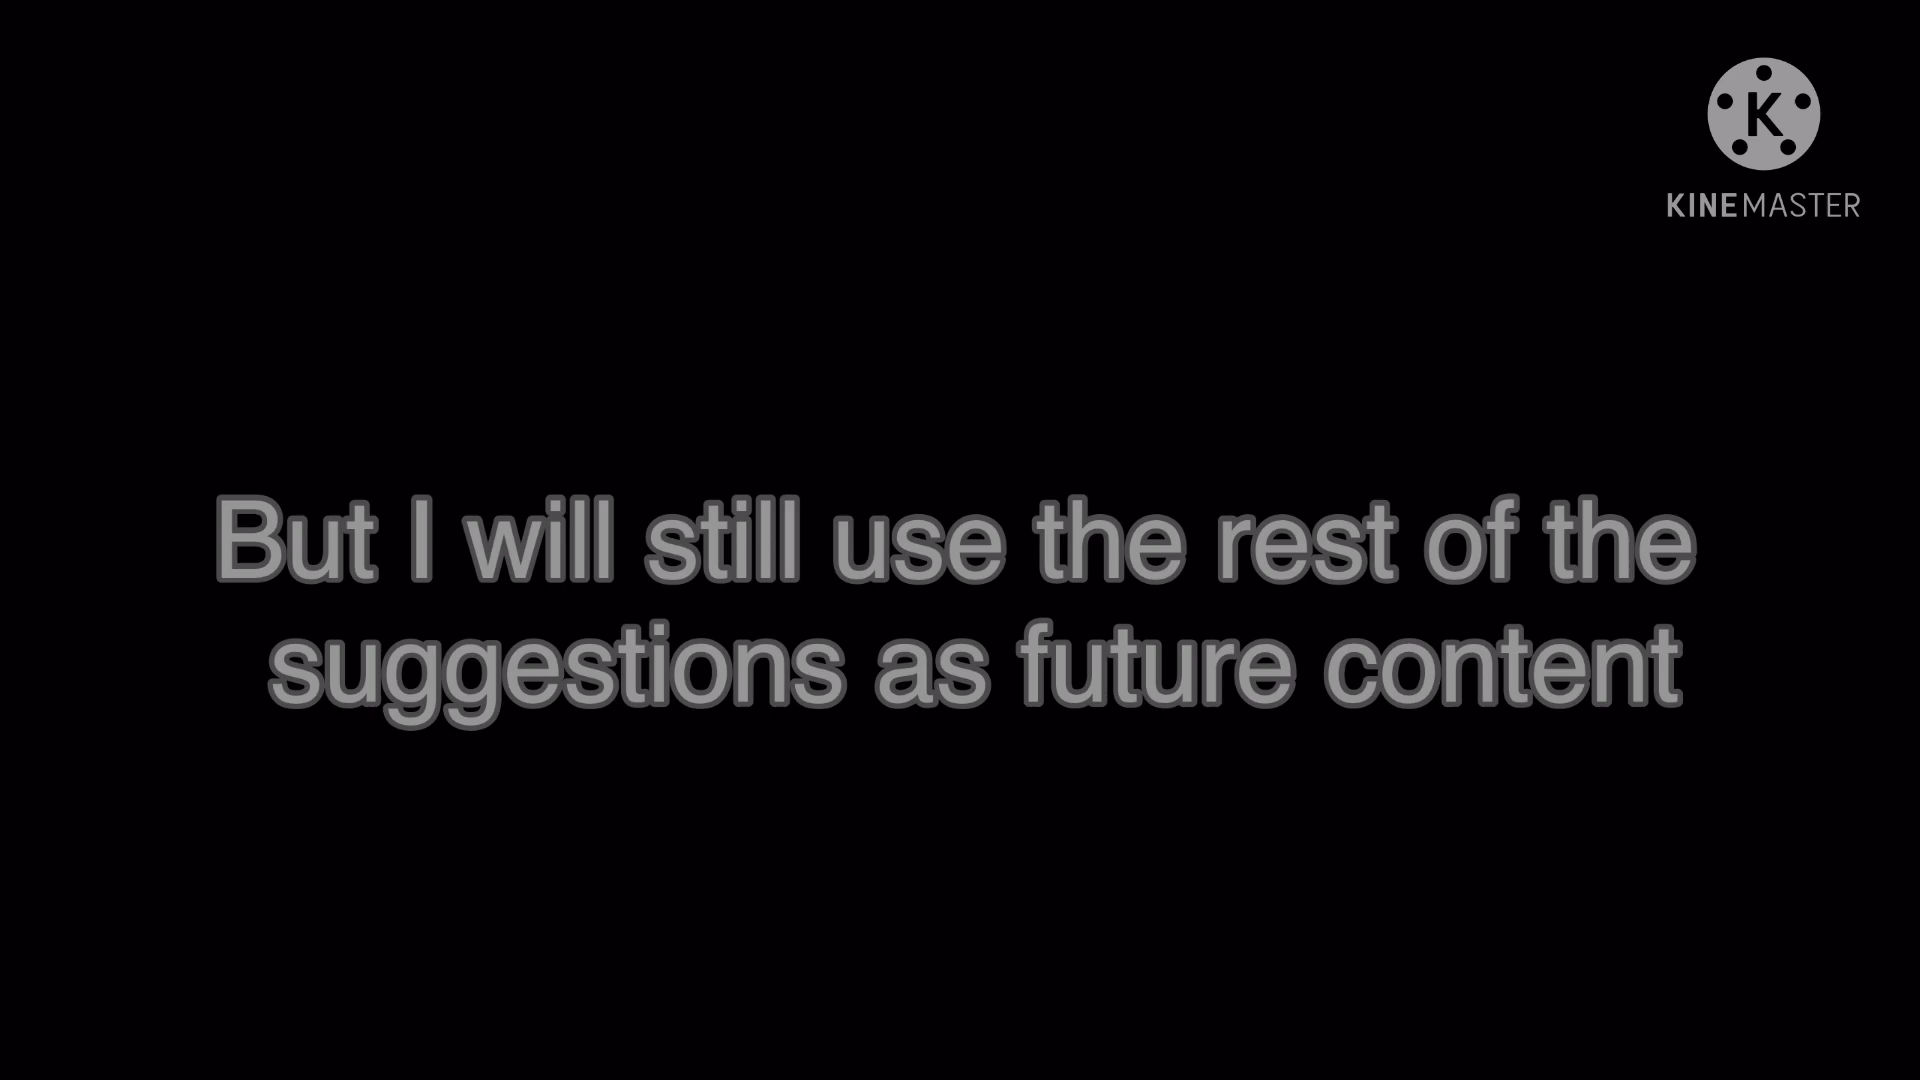 K
KINEMASTER
But I will still use the rest of the
suggestions as future content